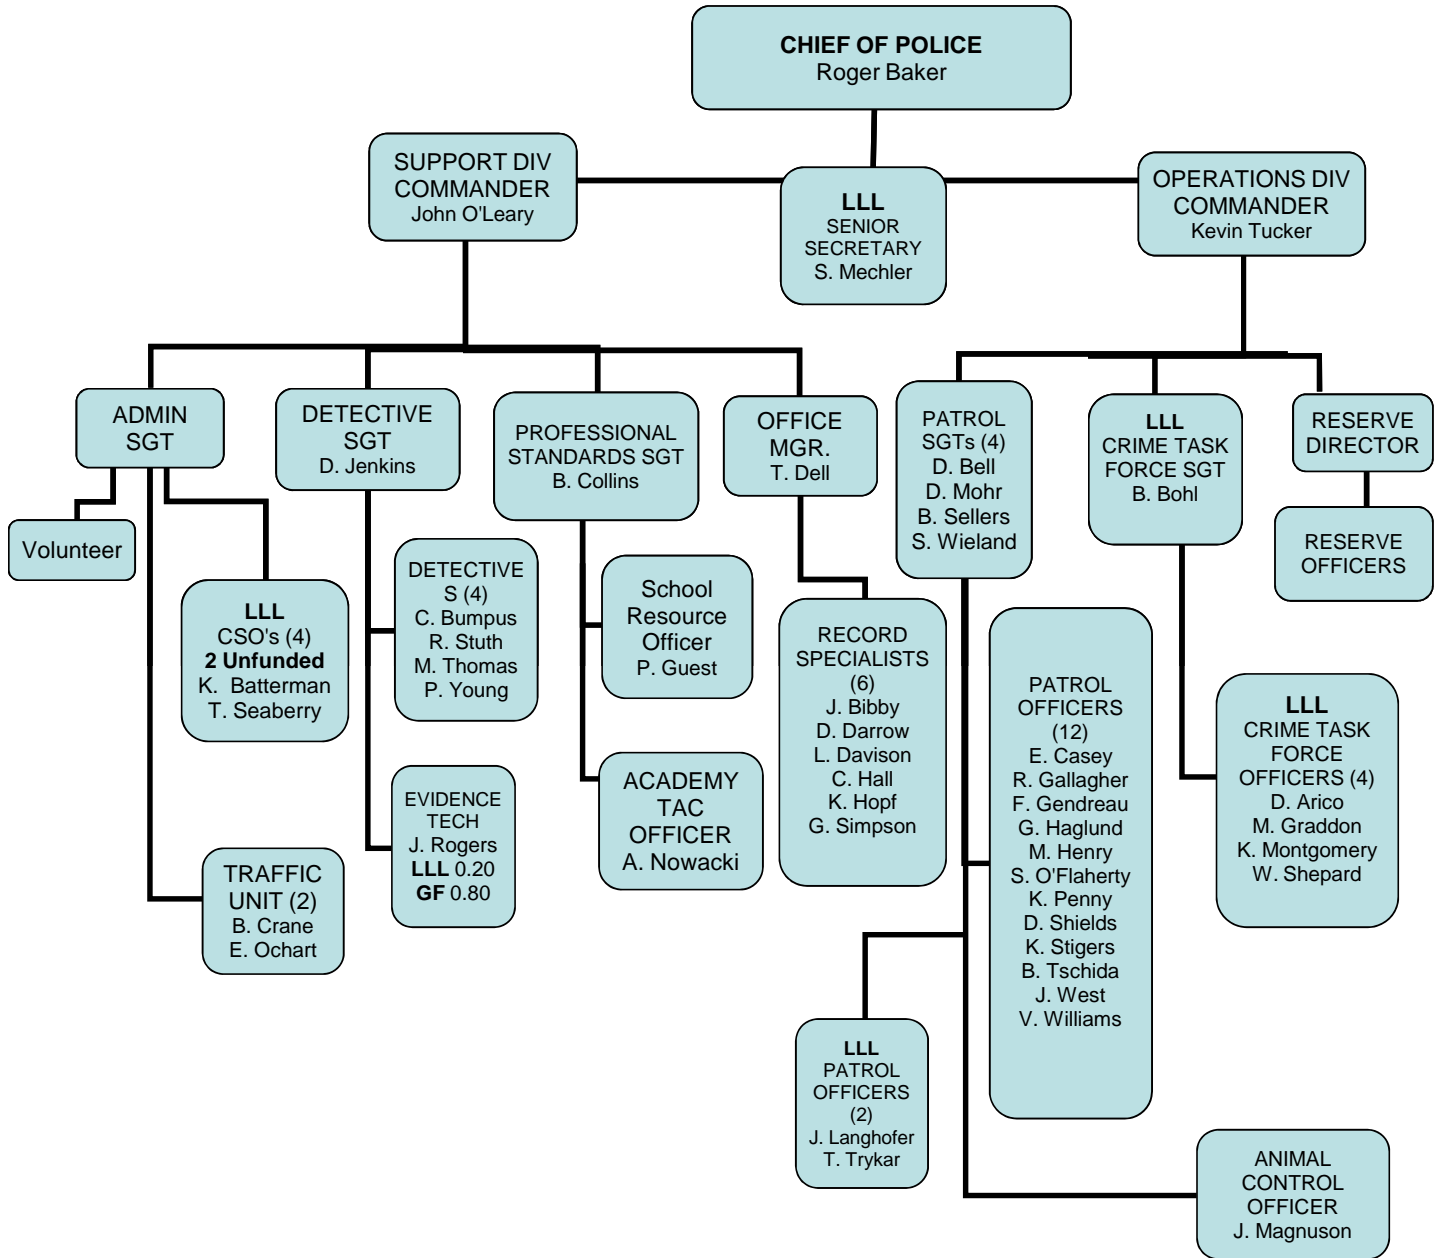 CHIEF OF POLICE
Roger Baker
SUPPORT DIV
COMMANDER
John O'Leary
LLL
SENIOR
SECRETARY
S. Mechler
OPERATIONS DIV
COMMANDER
Kevin Tucker
ADMIN
SGT
DETECTIVE
SGT
D. Jenkins
PROFESSIONAL
STANDARDS SGT
B. Collins
OFFICE
MGR.
T. Dell
PATROL
SGTs (4)
D. Bell
D. Mohr
B. Sellers
S. Wieland
LLL
CRIME TASK
FORCE SGT
B. Bohl
RESERVE
DIRECTOR
Volunteer
LLL
CSO's (4)
2 Unfunded
K. Batterman
T. Seaberry
DETECTIVE
S (4)
C. Bumpus
R. Stuth
M. Thomas
P. Young
School
Resource
Officer
P. Guest
RECORD
SPECIALISTS
(6)
J. Bibby
D. Darrow
L. Davison
C. Hall
K. Hopf
G. Simpson
RESERVE
OFFICERS
PATROL
OFFICERS
(12)
E. Casey
R. Gallagher
F. Gendreau
G. Haglund
M. Henry
S. O'Flaherty
K. Penny
D. Shields
K. Stigers
B. Tschida
J. West
V. Williams
LLL
CRIME TASK
FORCE
OFFICERS (4)
D. Arico
M. Graddon
K. Montgomery
W. Shepard
TRAFFIC
UNIT (2)
B. Crane
E. Ochart
EVIDENCE
TECH
J. Rogers
LLL 0.20
GF 0.80
ACADEMY
TAC
OFFICER
A. Nowacki
LLL
PATROL
OFFICERS
(2)
J. Langhofer
T. Trykar
ANIMAL
CONTROL
OFFICER
J. Magnuson